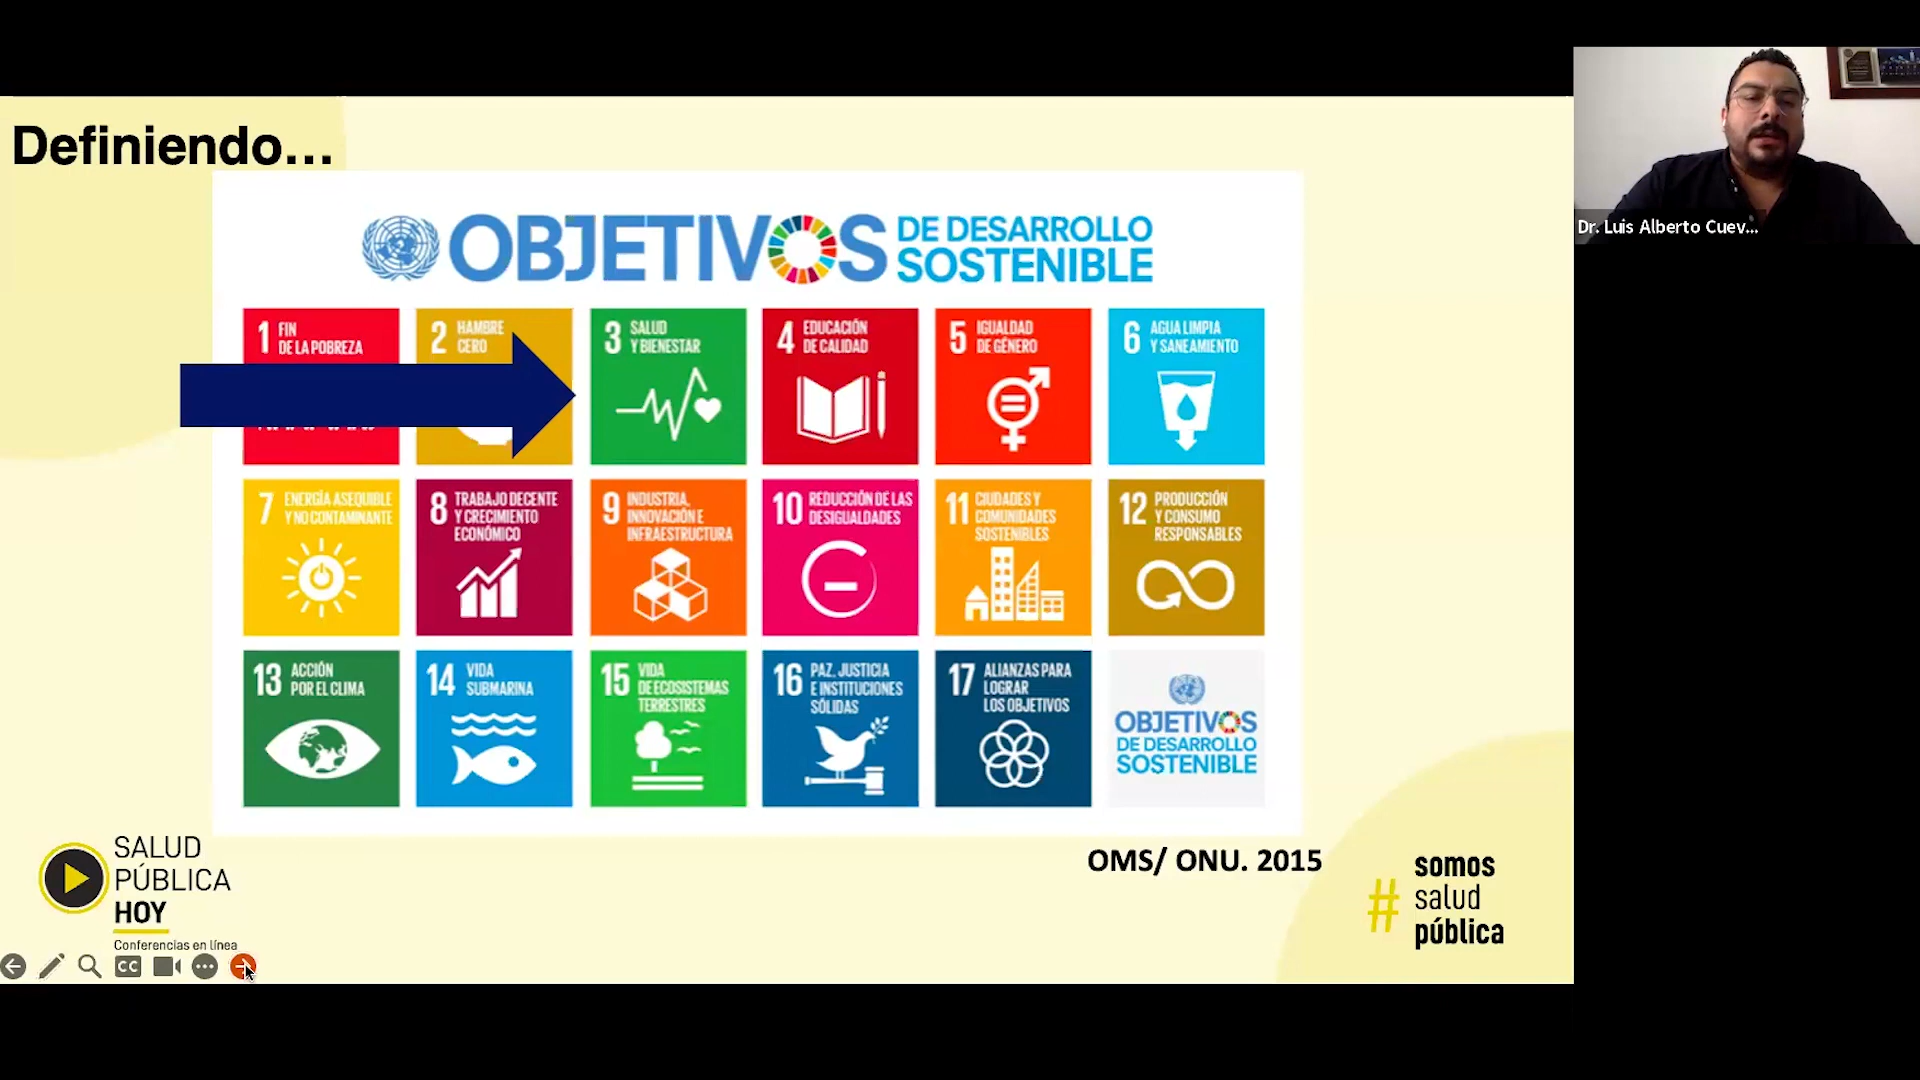 Definiendo...
OBJETIVOS
DE DESARROLLO
SOSTENIBLE
1 FIN
DE LA POBREZA
2 HAMBRE
CERO
3 SALUD
Y BIENESTAR
4 EDUCACIÓN
DE CALIDAD
5 IGUALDAD
DE GÉNERO
6 AGUA LIMPIA
Y SANEAMIENTO
7 ENERGÍA ASEQUIBLE
Y NO CONTAMINANTE
8 TRABAJO DECENTE
Y CRECIMIENTO
ECONÓMICO
9 INDUSTRIA,
INNOVACIÓN E
INFRAESTRUCTURA
10 REDUCCIÓN DE LAS
DESIGUALDADES
11 CIUDADES Y
COMUNIDADES
SOSTENIBLES
12 PRODUCCIÓN
Y CONSUMO
RESPONSABLES
13 ACCIÓN
POR EL CLIMA
14 VIDA
SUBMARINA
15 VIDA
DE ECOSISTEMAS
TERRESTRES
16 PAZ, JUSTICIA
E INSTITUCIONES
SÓLIDAS
17 ALIANZAS PARA
LOGRAR
LOS OBJETIVOS
OBJETIVOS
DE DESARROLLO
SOSTENIBLE
OMS/ ONU. 2015
SALUD
PÚBLICA
HOY
Conferencias en línea
CC
# somos
salud
pública
Dr. Luis Alberto Cuev...